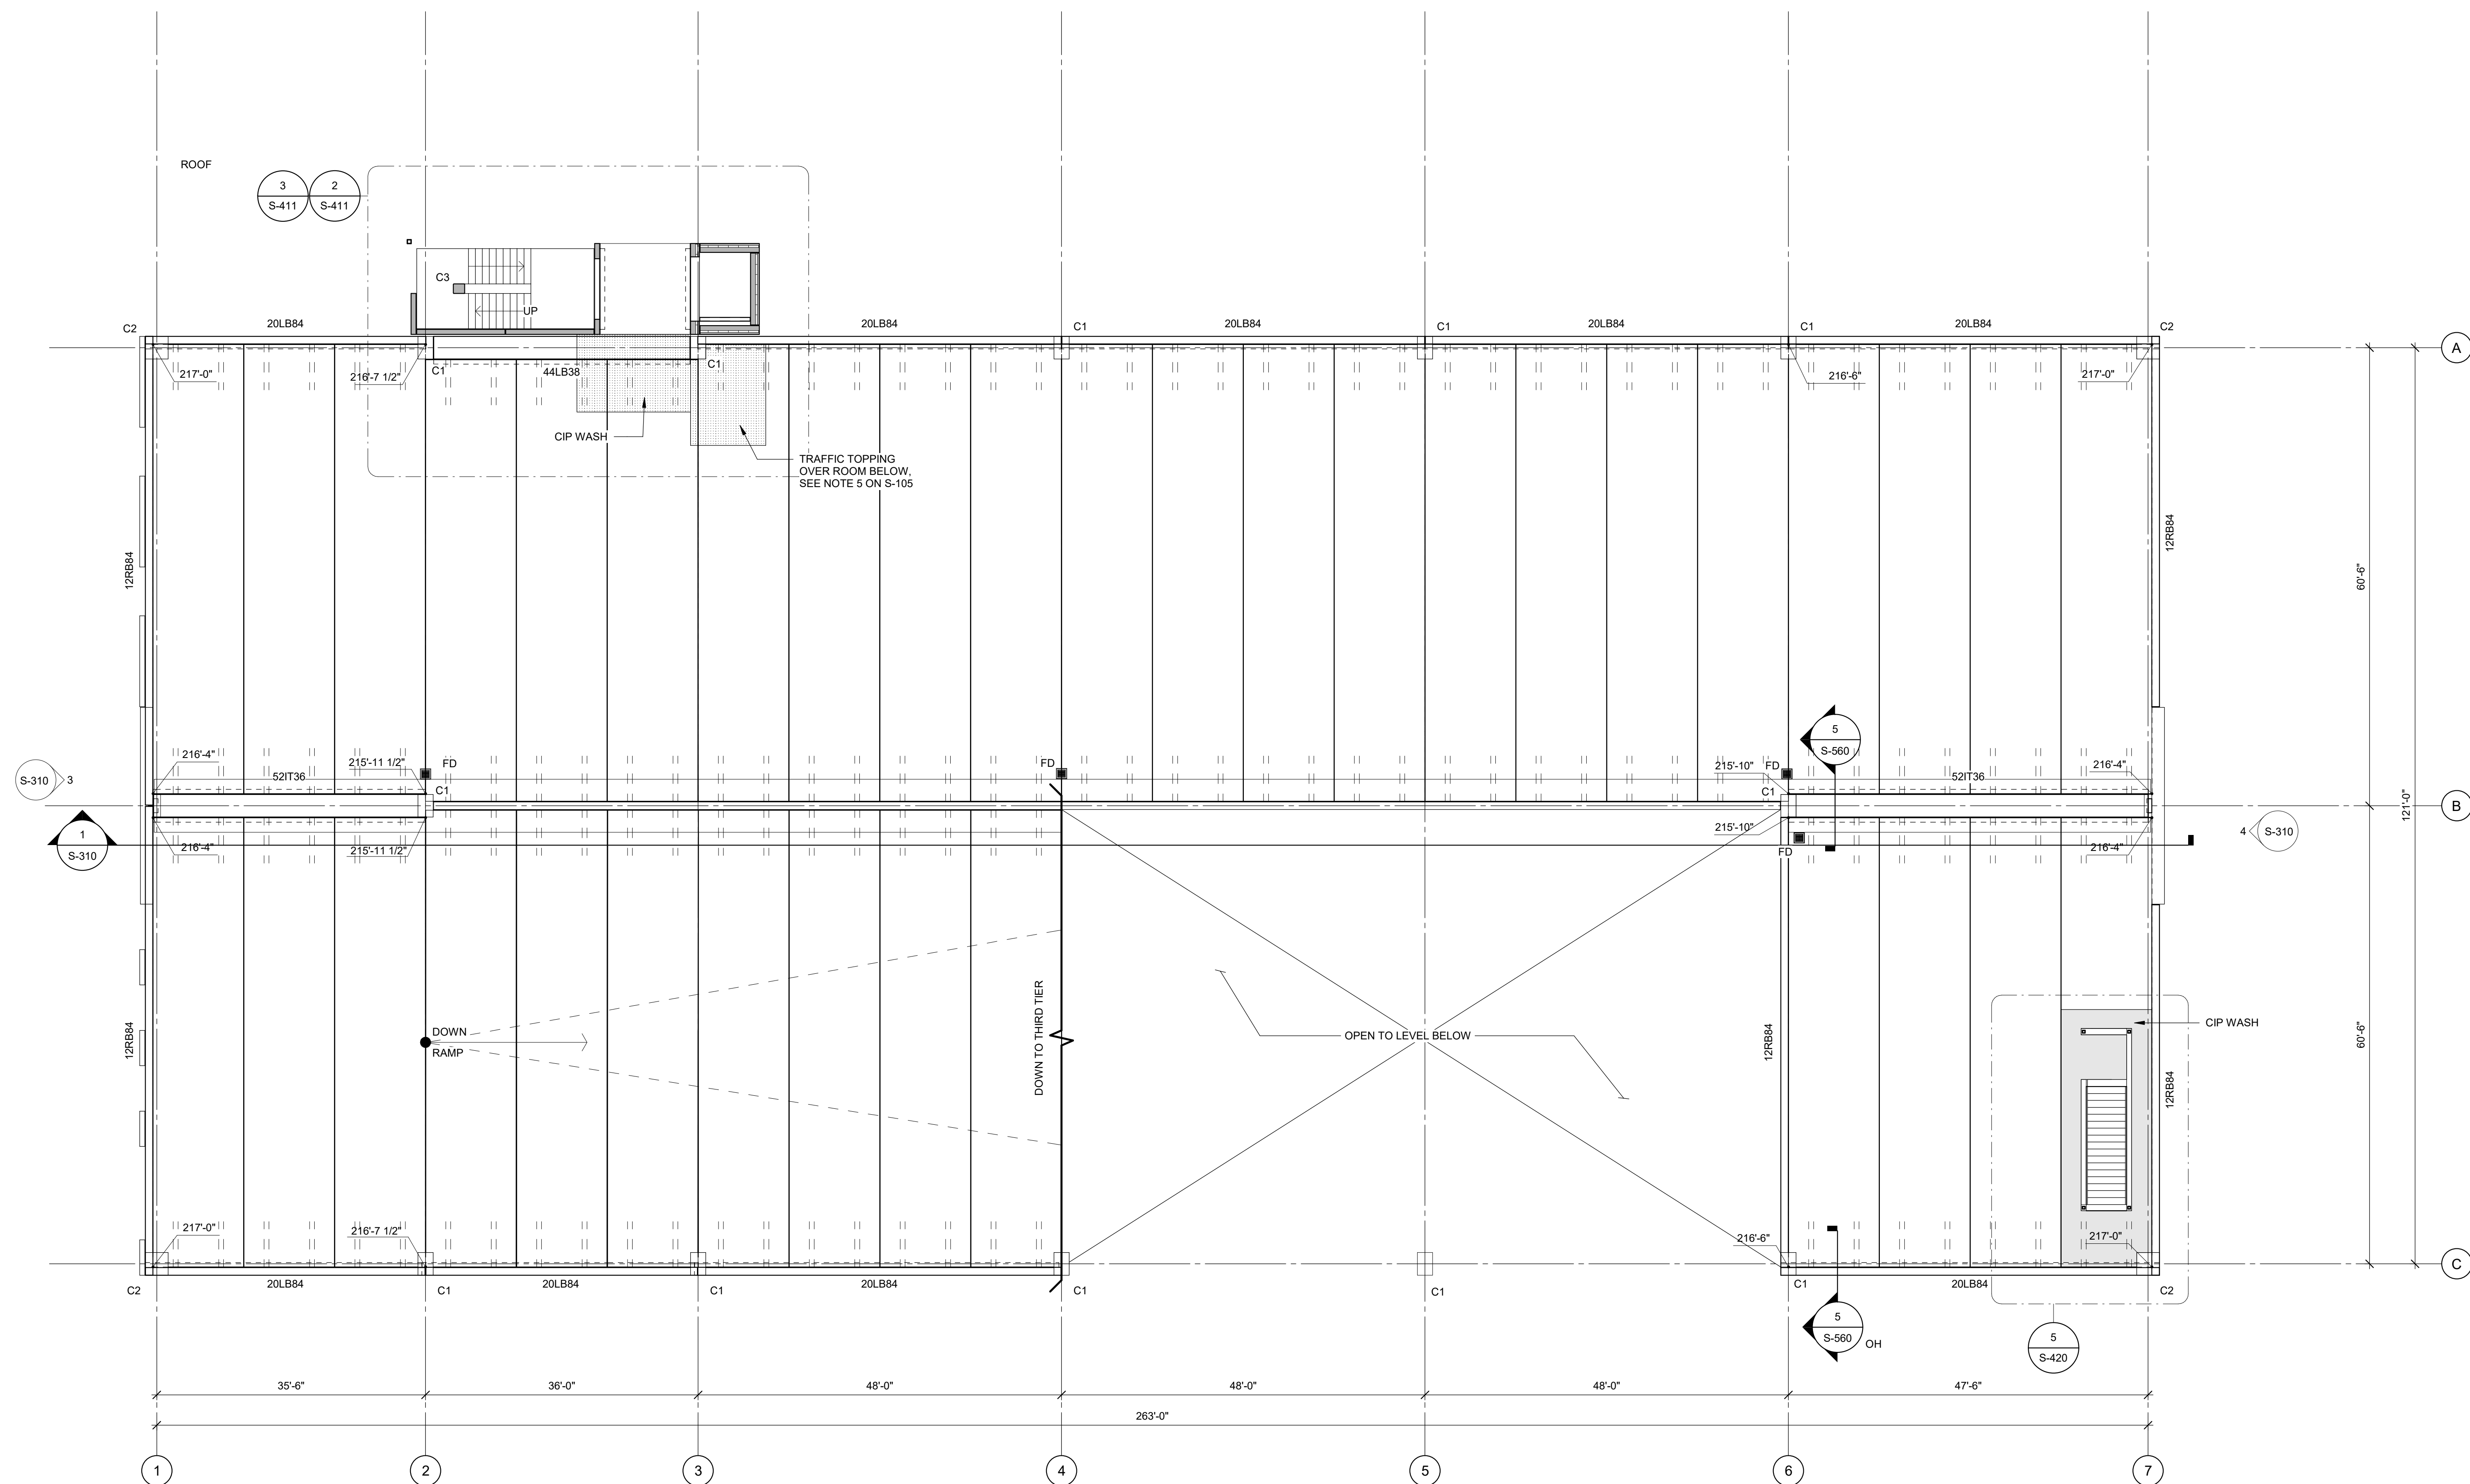 ROOF
3
S-411
2
S-411
C3
UP
C2
20LB84
20LB84
C1
20LB84
C1
20LB84
C1
20LB84
C2
A
217'-0"
216'-7 1/2"
C1
44LB38
C1
216'-6"
217'-0"
CIP WASH
TRAFFIC TOPPING
OVER ROOM BELOW,
SEE NOTE 5 ON S-105
12RB84
12RB84
60'-6"
5
S-560
216'-4"
215'-11 1/2"
FD
FD
215'-10"
FD
216'-4"
S-310
3
52IT36
52IT36
C1
C1
B
121'-0"
1
S-310
216'-4"
215'-11 1/2"
215'-10"
FD
216'-4"
4
S-310
DOWN
RAMP
DOWN TO THIRD TIER
OPEN TO LEVEL BELOW
CIP WASH
12RB84
12RB84
12RB84
60'-6"
217'-0"
216'-7 1/2"
216'-6"
217'-0"
C
C2
20LB84
C1
20LB84
C1
20LB84
C1
C1
C1
20LB84
C2
5
S-560
OH
5
S-420
35'-6"
36'-0"
48'-0"
48'-0"
48'-0"
47'-6"
263'-0"
1
2
3
4
5
6
7